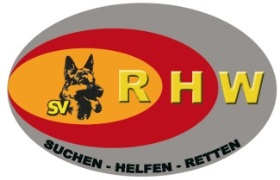 SV RHW
SUCHEN - HELFEN - RETTEN